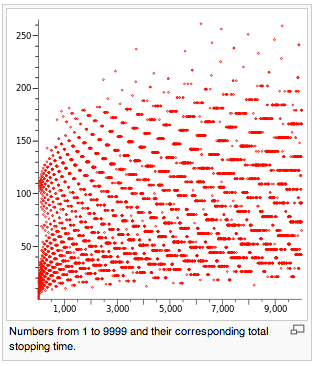 250
200
150
100
50
1,000 3,000 5,000 7,000 9,000
Numbers from 1 to 9999 and their corresponding total
stopping time.